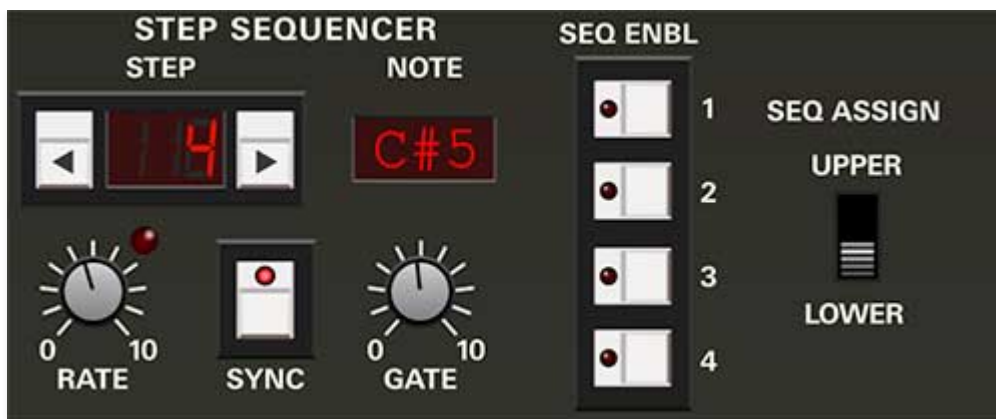 STEP SEQUENCER
STEP
NOTE
4
C#5
0
10
RATE
SYNC
0
10
GATE
SEQ ENBL
1
2
3
4
SEQ ASSIGN
UPPER
LOWER